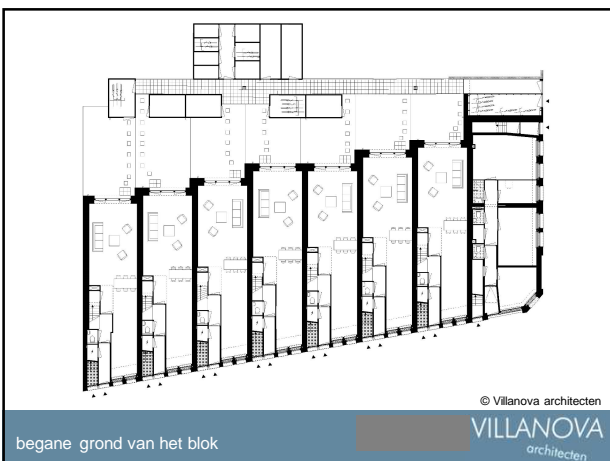 © Villanova architecten
begane grond van het blok
VILLANOVA
architecten